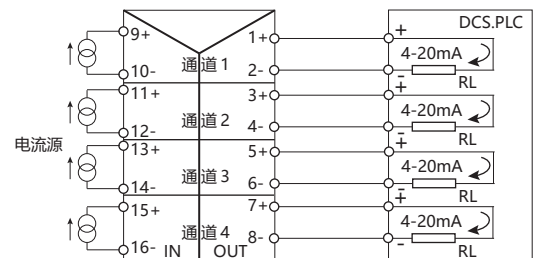 DCS.PLC
9+ 1+ +
通道1 4-20mA
10- 2- - RL
11+ 3+ +
通道2 4-20mA
12- 4- - RL
电流源
13+ 5+ +
通道3 4-20mA
14- 6- - RL
15+ 7+ +
通道4 4-20mA
16- IN OUT 8- - RL